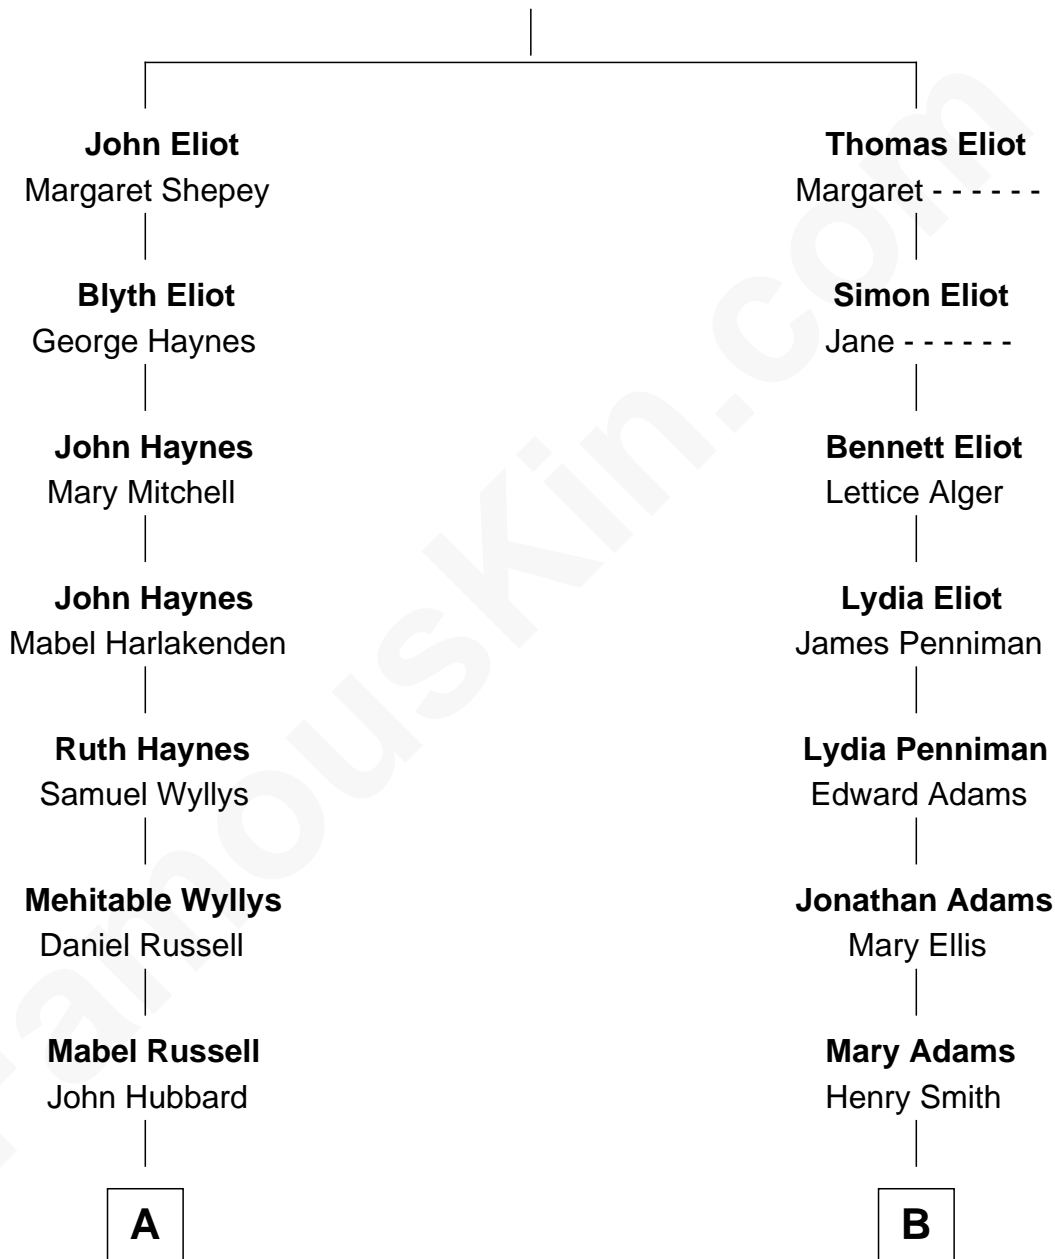 John Eliot
Margaret Shepey
Blyth Eliot
George Haynes
John Haynes
Mary Mitchell
John Haynes
Mabel Harlakenden
Ruth Haynes
Samuel Wyllys
Mehitable Wyllys
Daniel Russell
Mabel Russell
John Hubbard
A
Thomas Eliot
Margaret - - - - - -
Simon Eliot
Jane - - - - - -
Bennett Eliot
Lettice Alger
Lydia Eliot
James Penniman
Lydia Penniman
Edward Adams
Jonathan Adams
Mary Ellis
Mary Adams
Henry Smith
B
FamousKin.com